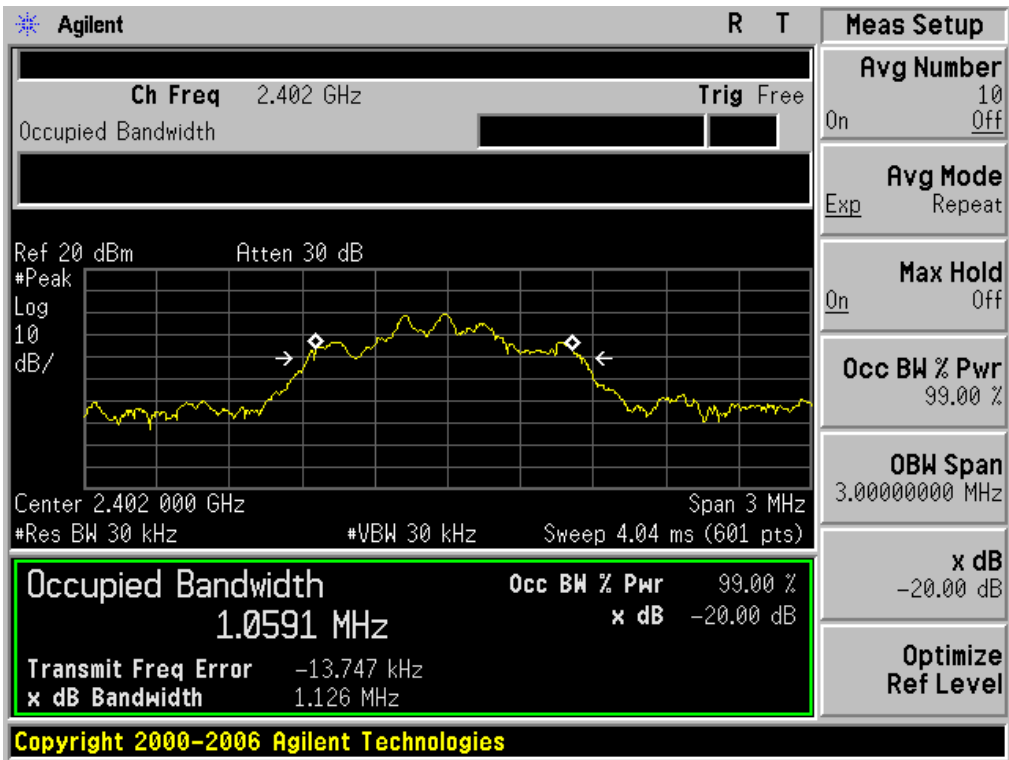 Agilent R T
Ch Freq 2.402 GHz Trig Free
Occupied Bandwidth
Ref 20 dBm Atten 30 dB
#Peak
Log
10
dB/
Center 2.402 000 GHz Span 3 MHz
#Res BW 30 kHz #VBW 30 kHz Sweep 4.04 ms (601 pts)
Occupied Bandwidth Occ BW % Pwr 99.00 %
1.0591 MHz x dB -20.00 dB
Transmit Freq Error -13.747 kHz
x dB Bandwidth 1.126 MHz
Copyright 2000-2006 Agilent Technologies
Meas Setup
Avg Number
10
On Off
Avg Mode
Exp Repeat
Max Hold
On Off
Occ BW % Pwr
99.00 %
OBW Span
3.00000000 MHz
x dB
-20.00 dB
Optimize
Ref Level